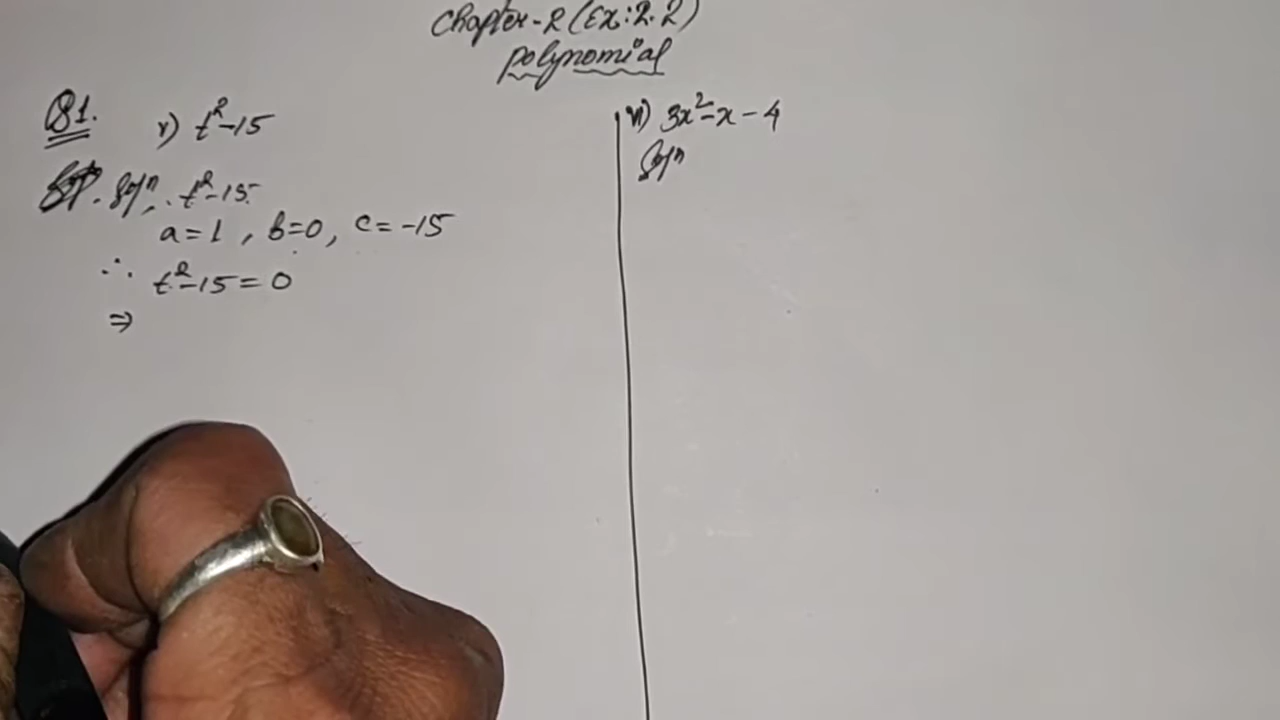 Chapter-2 (Ex:2.2)
polynomial
Q1. v) t²-15
Solⁿ. t²-15
a=1, b=0, c=-15
∴ t²-15=0
⇒
vi) 3x²-x-4
Solⁿ